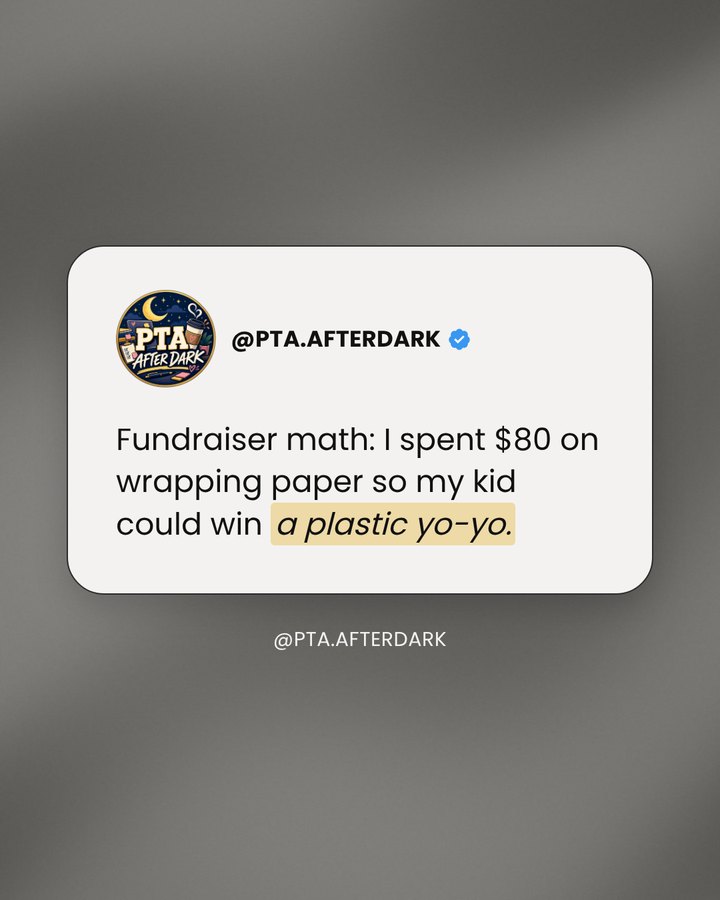 PTA
AFTER DARK
@PTA.AFTERDARK
Fundraiser math: I spent $80 on
wrapping paper so my kid
could win a plastic yo-yo.
@PTA.AFTERDARK